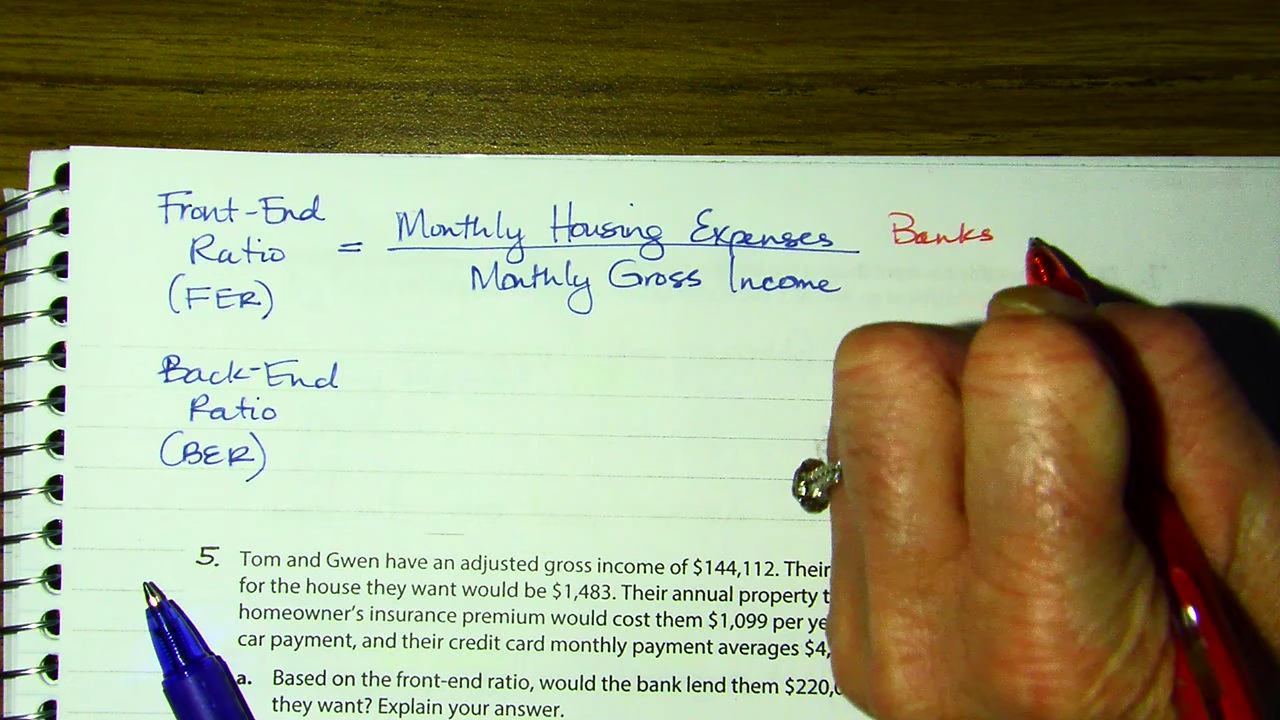 Front-End
Ratio
(FER)
=
Monthly Housing Expenses
Monthly Gross Income
Banks
Back-End
Ratio
(BER)
5. Tom and Gwen have an adjusted gross income of $144,112. Their
for the house they want would be $1,483. Their annual property
homeowner's insurance premium would cost them $1,099 per
car payment, and their credit card monthly payment averages $4,
a. Based on the front-end ratio, would the bank lend them
they want? Explain your answer.